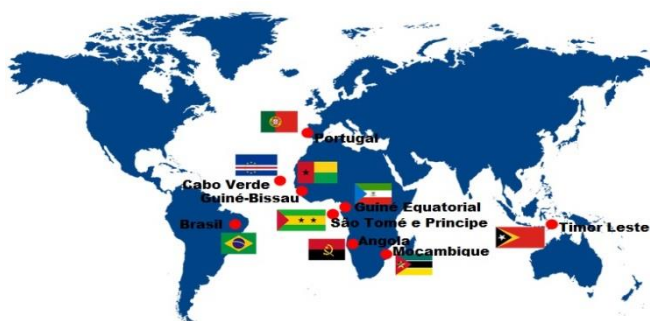 Portugal
Cabo Verde
Guiné-Bissau
Guiné Equatorial
São Tomé e Principe
Brasil
Timor Leste
Angola
Moçambique